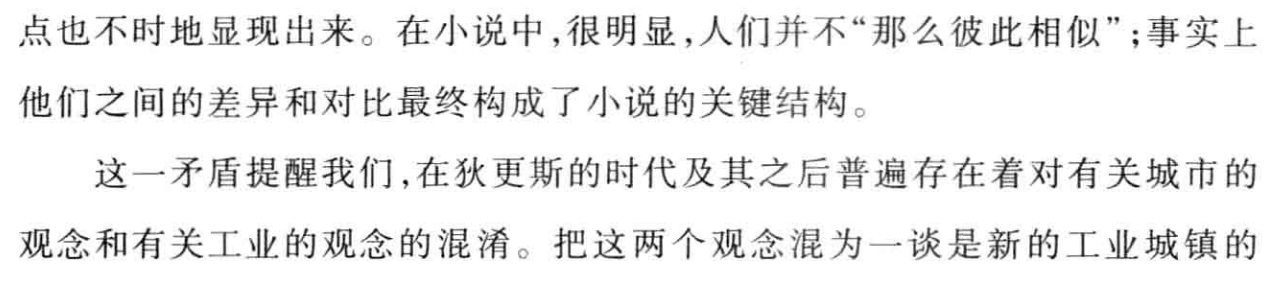 点也不时地显现出来。在小说中,很明显,人们并不“那么彼此相似”;事实上
他们之间的差异和对比最终构成了小说的关键结构。
这一矛盾提醒我们,在狄更斯的时代及其之后普遍存在着对有关城市的
观念和有关工业的观念的混淆。把这两个观念混为一谈是新的工业城镇的